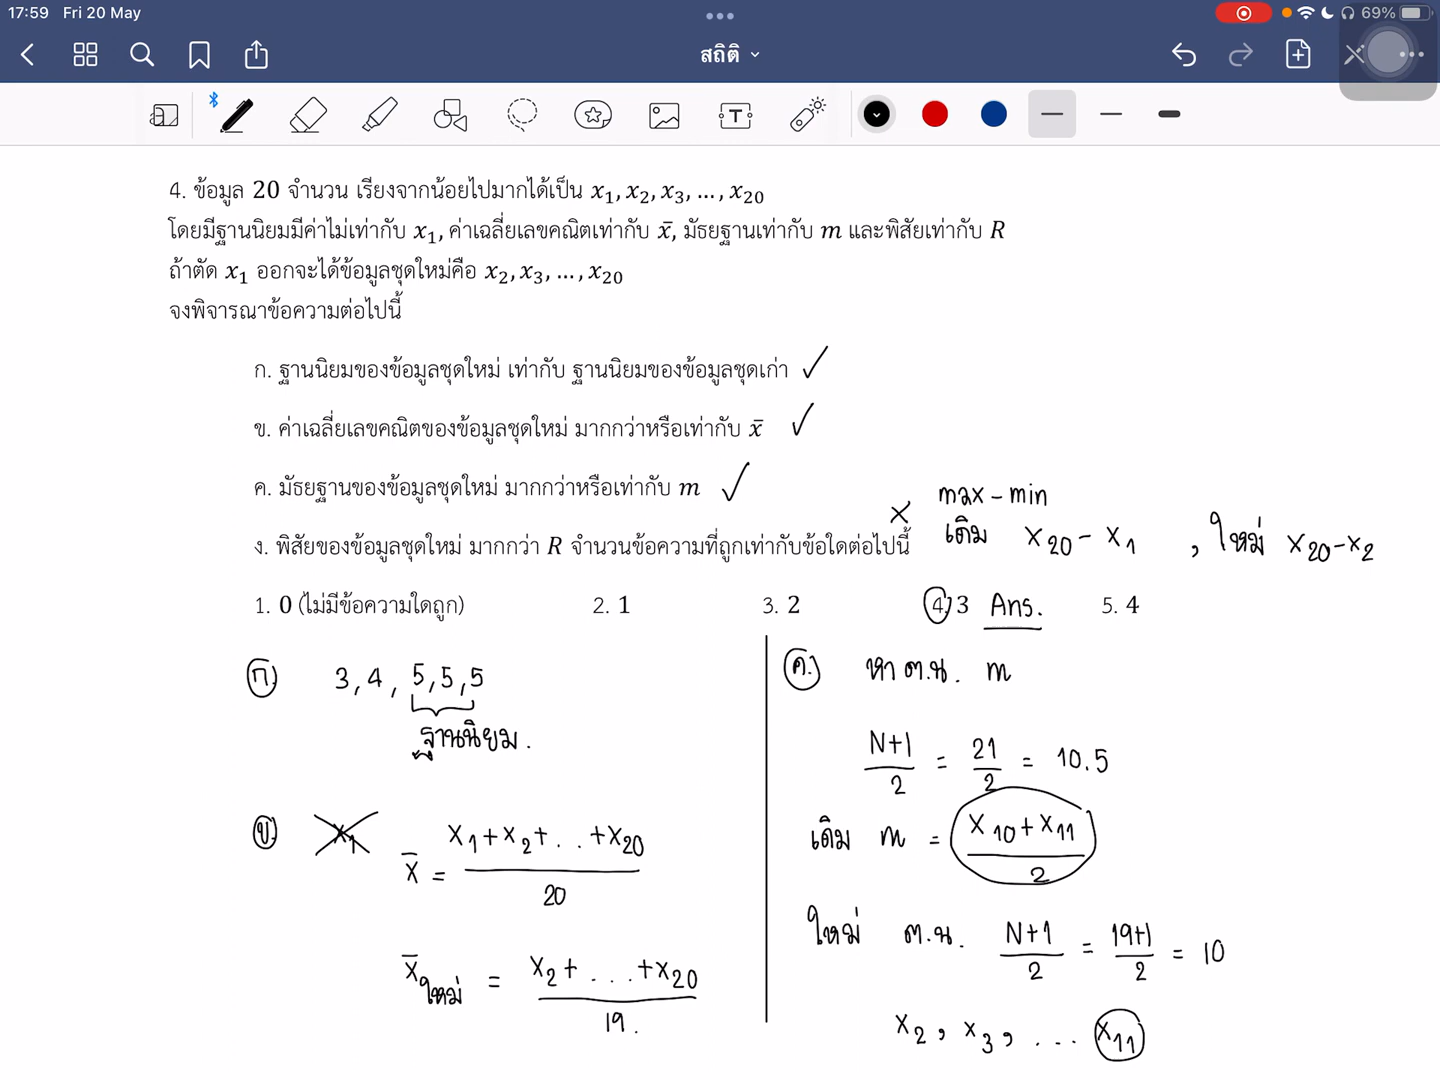 17:59 Fri 20 May
69%
สถิติ
4. ข้อมูล 20 จำนวน เรียงจากน้อยไปมากได้เป็น x₁, x₂, x₃, ..., x₂₀
โดยมีฐานนิยมมีค่าไม่เท่ากับ x₁, ค่าเฉลี่ยเลขคณิตเท่ากับ x̄, มัธยฐานเท่ากับ m และพิสัยเท่ากับ R
ถ้าตัด x₁ ออกจะได้ข้อมูลชุดใหม่คือ x₂, x₃, ..., x₂₀
จงพิจารณาข้อความต่อไปนี้
ก. ฐานนิยมของข้อมูลชุดใหม่ เท่ากับ ฐานนิยมของข้อมูลชุดเก่า ✓
ข. ค่าเฉลี่ยเลขคณิตของข้อมูลชุดใหม่ มากกว่าหรือเท่ากับ x̄ ✓
ค. มัธยฐานของข้อมูลชุดใหม่ มากกว่าหรือเท่ากับ m ✓
max - min
ง. พิสัยของข้อมูลชุดใหม่ มากกว่า R จำนวนข้อความที่ถูกเท่ากับข้อใดต่อไปนี้ × เดิม x₂₀ - x₁ , ใหม่ x₂₀ - x₂
1. 0 (ไม่มีข้อความใดถูก) 2. 1 3. 2 4. 3 Ans. 5. 4
ก. 3, 4, 5, 5, 5
ฐานนิยม.
ข. x₁
x̄ = (x₁ + x₂ + ... + x₂₀) / 20
x̄ใหม่ = (x₂ + ... + x₂₀) / 19.
ค. หา ต.น. m
(N+1)/2 = 21/2 = 10.5
เดิม m = (x₁₀ + x₁₁)/2
ใหม่ ต.น. (N+1)/2 = (19+1)/2 = 10
x₂, x₃, ... x₁₁